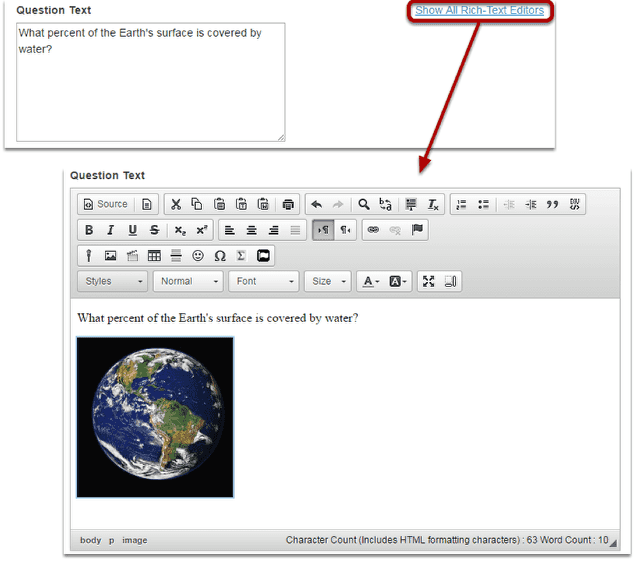 Question Text
Show All Rich-Text Editors
What percent of the Earth's surface is covered by
water?
Question Text
Source
B I U S x₂ x²
Styles Normal Font Size A A
What percent of the Earth's surface is covered by water?
body p image Character Count (Includes HTML formatting characters) : 63 Word Count : 10